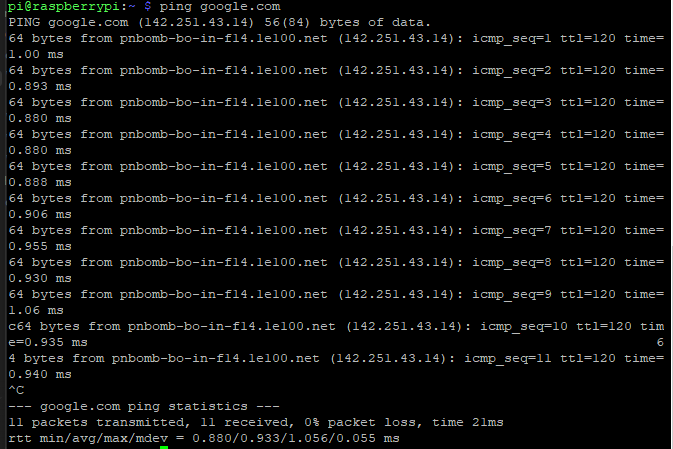 pi@raspberrypi:~ $ ping google.com
PING google.com (142.251.43.14) 56(84) bytes of data.
64 bytes from pnbomb-bo-in-f14.1e100.net (142.251.43.14): icmp_seq=1 ttl=120 time=
1.00 ms
64 bytes from pnbomb-bo-in-f14.1e100.net (142.251.43.14): icmp_seq=2 ttl=120 time=
0.893 ms
64 bytes from pnbomb-bo-in-f14.1e100.net (142.251.43.14): icmp_seq=3 ttl=120 time=
0.880 ms
64 bytes from pnbomb-bo-in-f14.1e100.net (142.251.43.14): icmp_seq=4 ttl=120 time=
0.880 ms
64 bytes from pnbomb-bo-in-f14.1e100.net (142.251.43.14): icmp_seq=5 ttl=120 time=
0.888 ms
64 bytes from pnbomb-bo-in-f14.1e100.net (142.251.43.14): icmp_seq=6 ttl=120 time=
0.906 ms
64 bytes from pnbomb-bo-in-f14.1e100.net (142.251.43.14): icmp_seq=7 ttl=120 time=
0.955 ms
64 bytes from pnbomb-bo-in-f14.1e100.net (142.251.43.14): icmp_seq=8 ttl=120 time=
0.930 ms
64 bytes from pnbomb-bo-in-f14.1e100.net (142.251.43.14): icmp_seq=9 ttl=120 time=
1.06 ms
c64 bytes from pnbomb-bo-in-f14.1e100.net (142.251.43.14): icmp_seq=10 ttl=120 tim
e=0.935 ms 6
4 bytes from pnbomb-bo-in-f14.1e100.net (142.251.43.14): icmp_seq=11 ttl=120 time=
0.940 ms
^C
--- google.com ping statistics ---
11 packets transmitted, 11 received, 0% packet loss, time 21ms
rtt min/avg/max/mdev = 0.880/0.933/1.056/0.055 ms